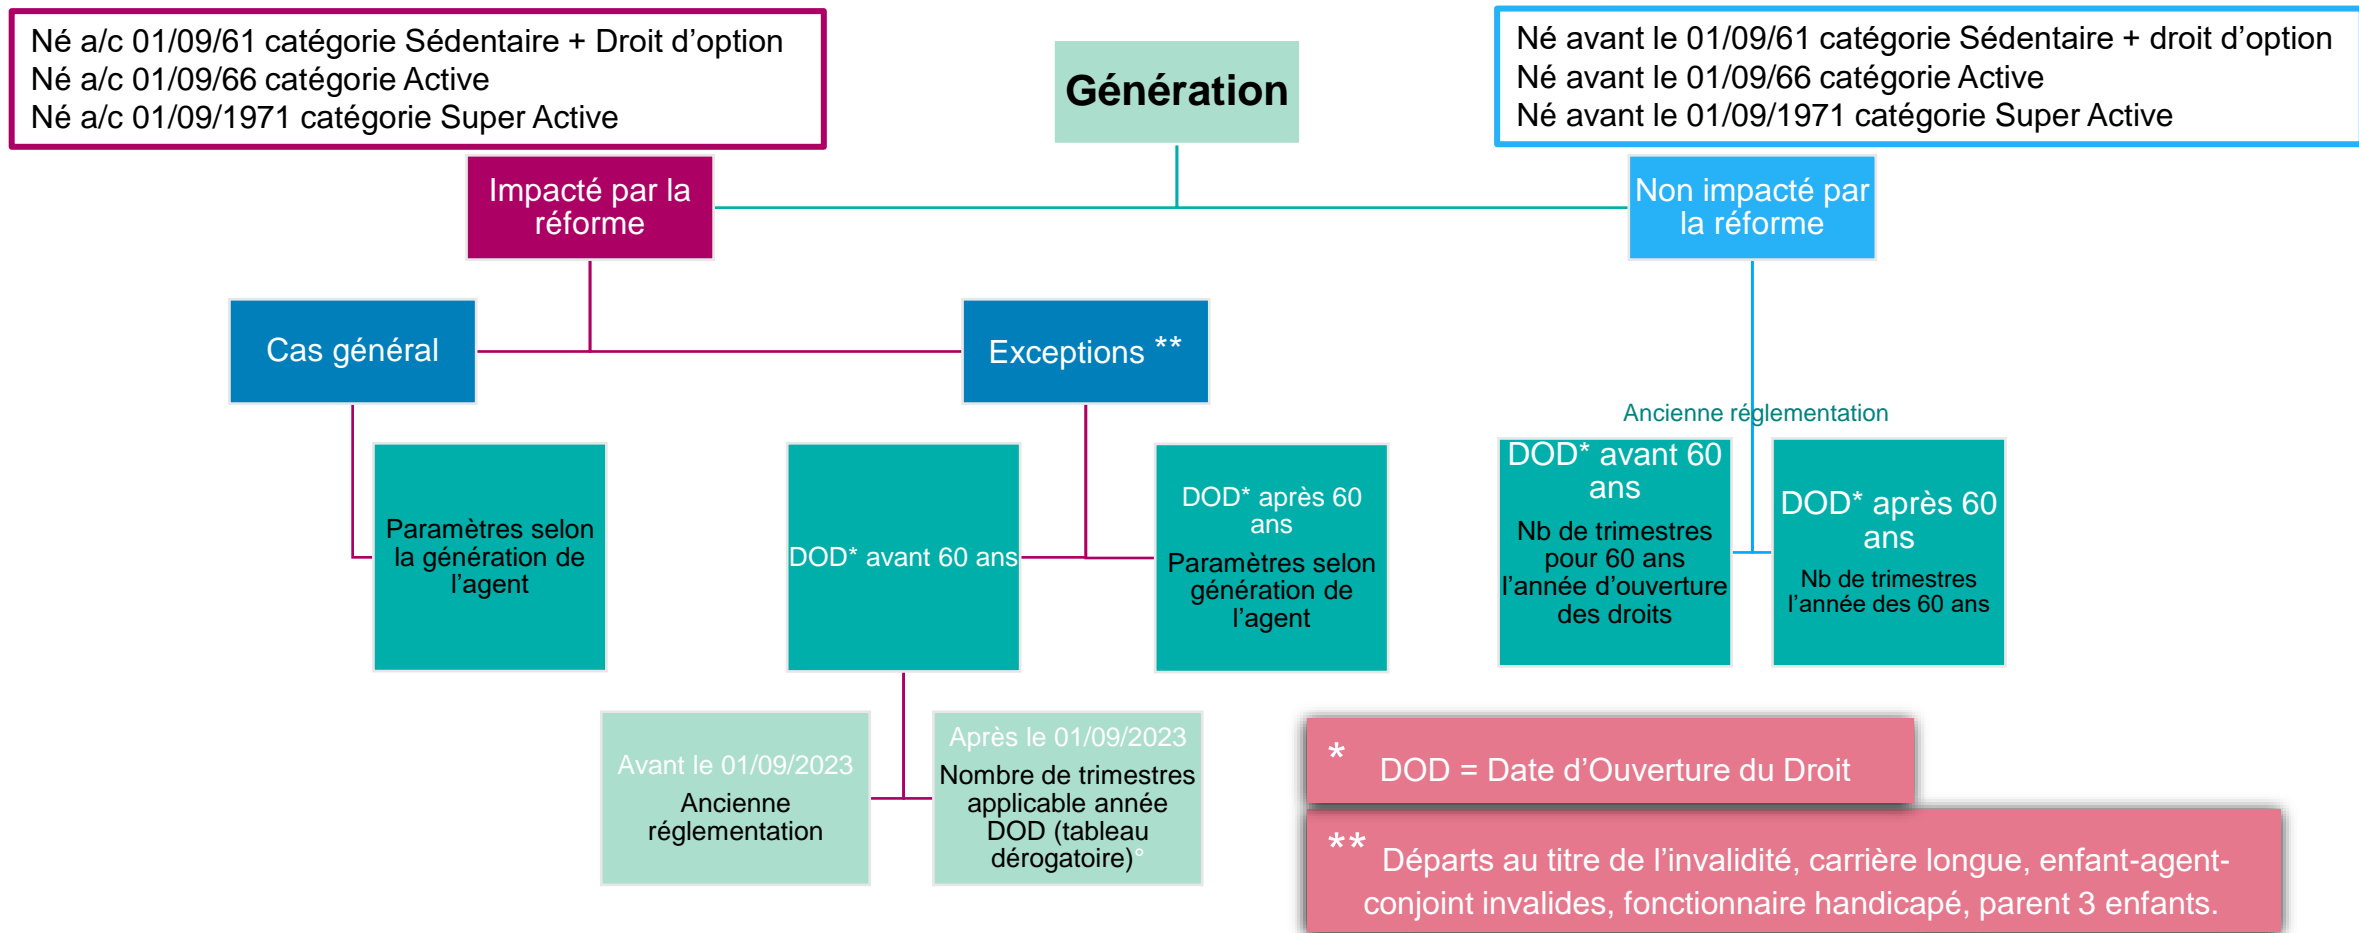 Né a/c 01/09/61 catégorie Sédentaire + Droit d’option
Né a/c 01/09/66 catégorie Active
Né a/c 01/09/1971 catégorie Super Active
Génération
Né avant le 01/09/61 catégorie Sédentaire + droit d’option
Né avant le 01/09/66 catégorie Active
Né avant le 01/09/1971 catégorie Super Active
Impacté par la
réforme
Non impacté par
la réforme
Cas général
Exceptions **
Ancienne réglementation
Paramètres selon
la génération de
l’agent
DOD* avant 60 ans
DOD* après 60
ans
Paramètres selon
génération de
l’agent
DOD* avant 60
ans
Nb de trimestres
pour 60 ans
l’année d’ouverture
des droits
DOD* après 60
ans
Nb de trimestres
l’année des 60 ans
Avant le 01/09/2023
Ancienne
réglementation
Après le 01/09/2023
Nombre de trimestres
applicable année
DOD (tableau
dérogatoire)°
* DOD = Date d’Ouverture du Droit
** Départs au titre de l’invalidité, carrière longue, enfant-agent-
conjoint invalides, fonctionnaire handicapé, parent 3 enfants.